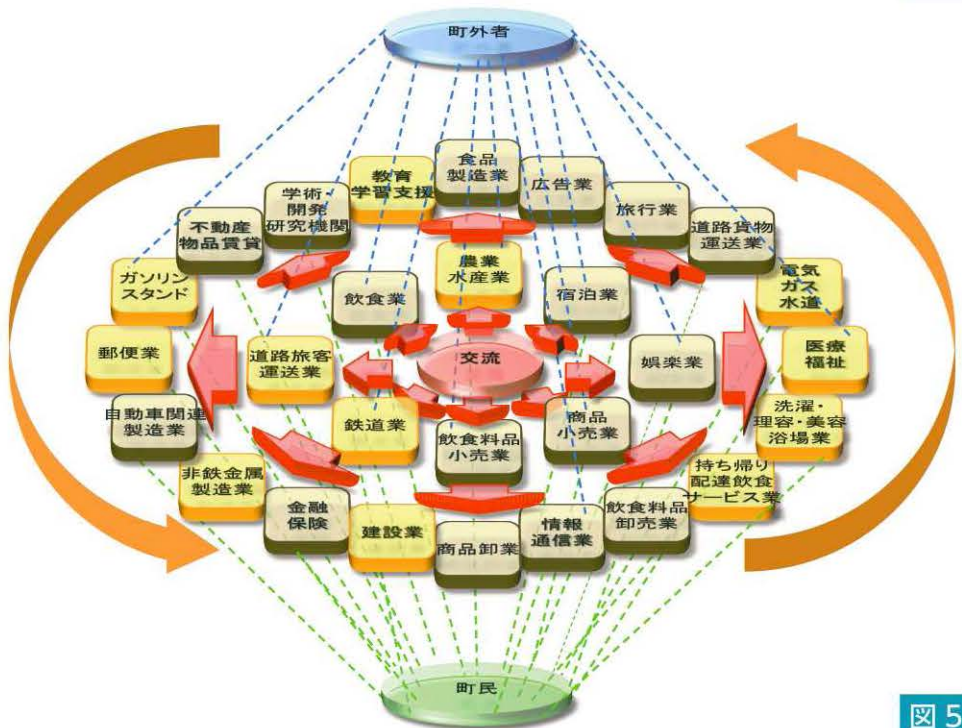 町外者
食品
製造業
教育
学習支援
広告業
学術・
開発
研究機関
旅行業
不動産
物品賃貸
道路貨物
運送業
ガソリン
スタンド
農業
水産業
電気
ガス
水道
飲食業
宿泊業
郵便業
道路旅客
運送業
交流
娯楽業
医療
福祉
自動車関連
製造業
鉄道業
飲食料品
小売業
商品
小売業
洗濯・
理容・美容
浴場業
非鉄金属
製造業
持ち帰り
配達飲食
サービス業
金融
保険
建設業
商品卸業
情報
通信業
飲食料品
卸売業
町民
図 5